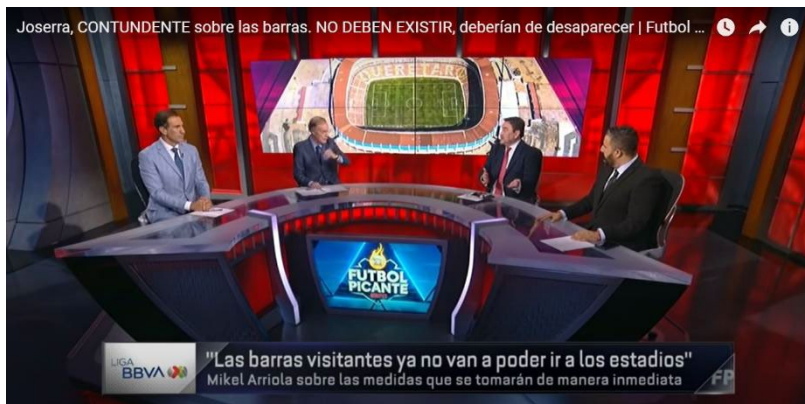 Joserra, CONTUNDENTE sobre las barras. NO DEBEN EXISTIR, deberían de desaparecer | Futbol ...
QUERETARO
FUTBOL
PICANTE
LIGA
BBVA
"Las barras visitantes ya no van a poder ir a los estadios"
Mikel Arriola sobre las medidas que se tomarán de manera inmediata
FP